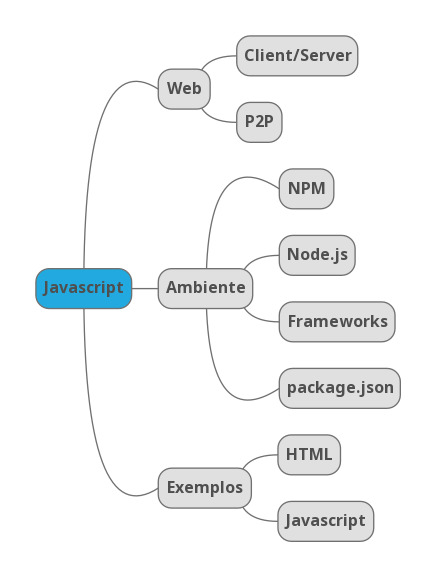 Javascript
Web
Client/Server
P2P
Ambiente
NPM
Node.js
Frameworks
package.json
Exemplos
HTML
Javascript